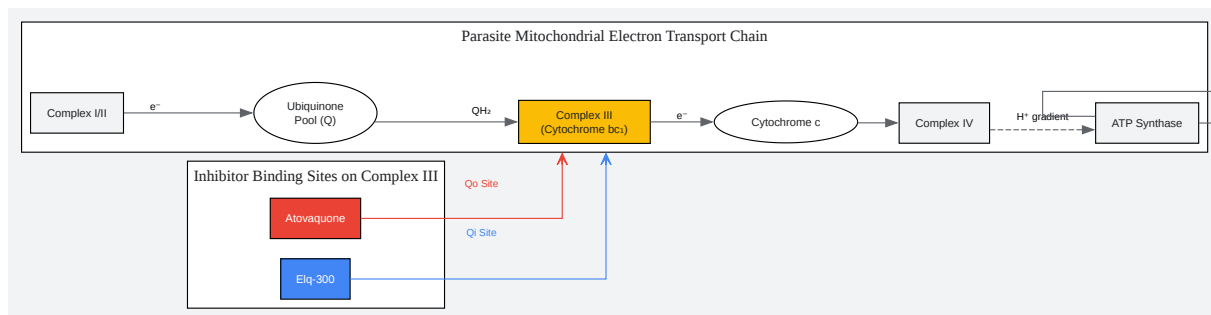 Parasite Mitochondrial Electron Transport Chain
Complex I/II
e⁻
Ubiquinone
Pool (Q)
QH₂
Complex III
(Cytochrome bc₁)
e⁻
Cytochrome c
Complex IV
H⁺ gradient
ATP Synthase
Inhibitor Binding Sites on Complex III
Atovaquone
Qo Site
Qi Site
Elq-300